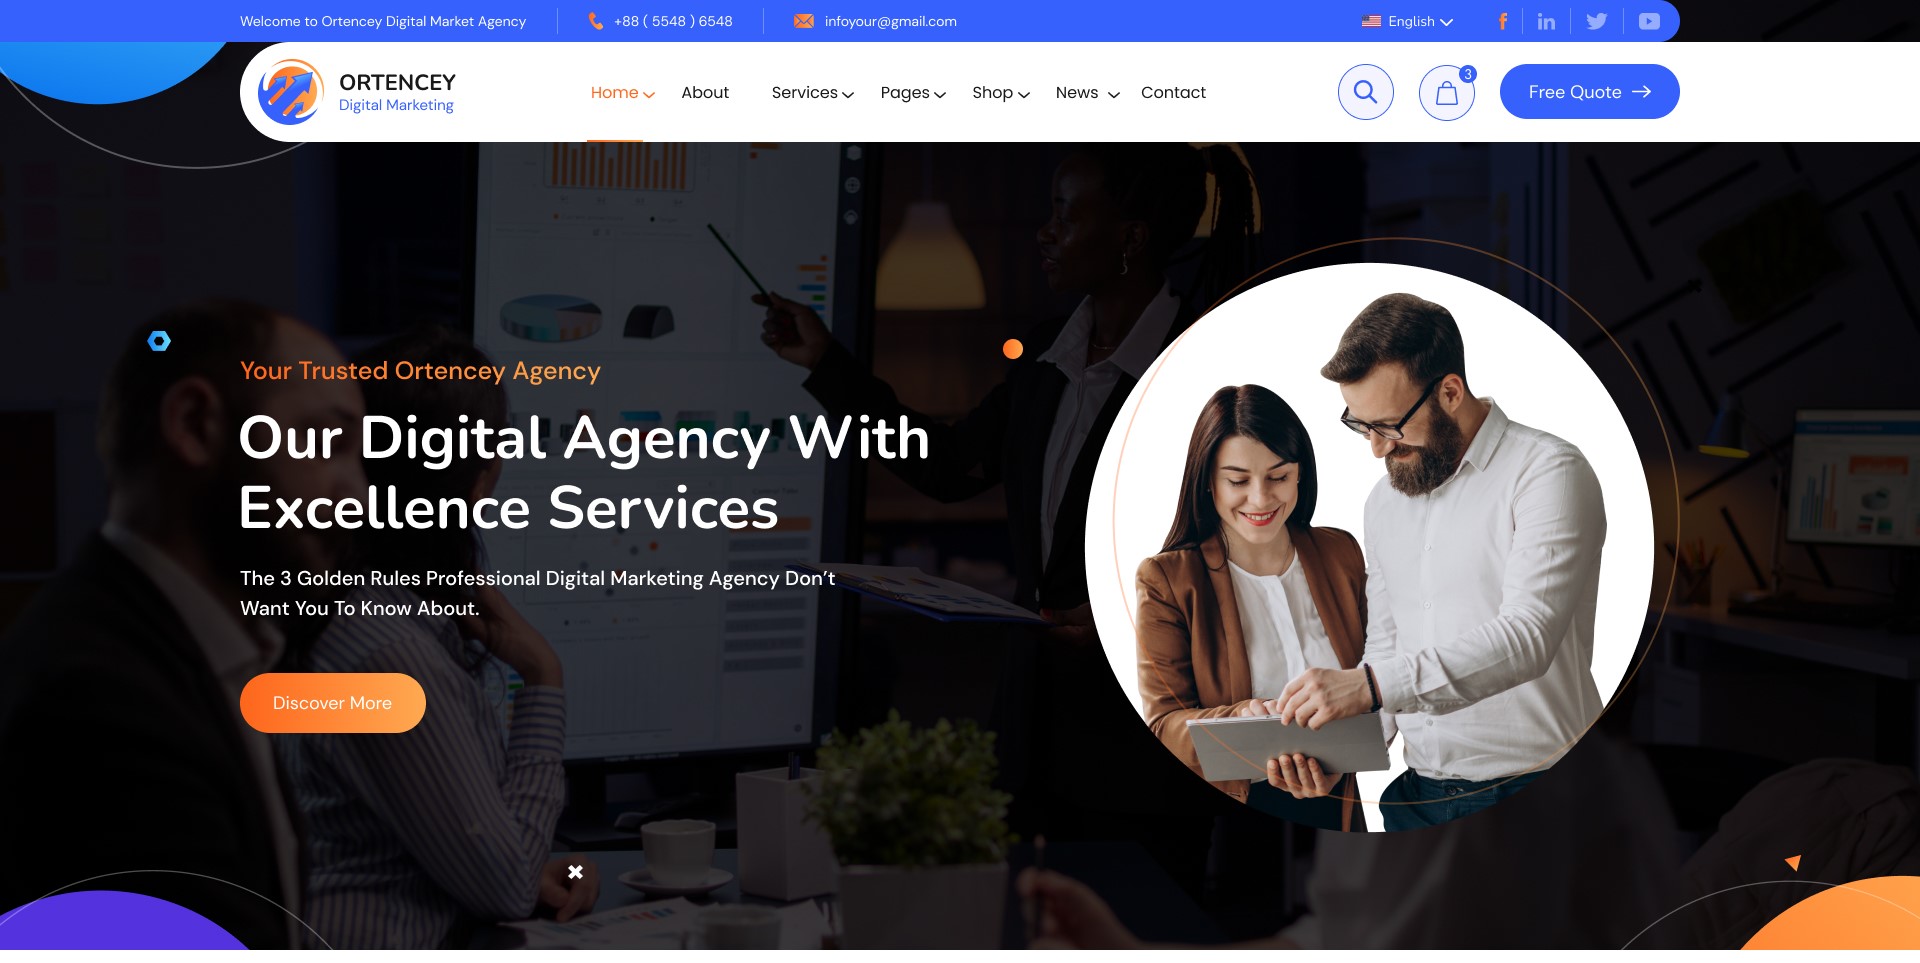 Welcome to Ortencey Digital Market Agency
+88 ( 5548 ) 6548
infoyour@gmail.com
English
ORTENCEY
Digital Marketing
Home
About
Services
Pages
Shop
News
Contact
3
Free Quote
Your Trusted Ortencey Agency
Our Digital Agency With
Excellence Services
The 3 Golden Rules Professional Digital Marketing Agency Don’t
Want You To Know About.
Discover More